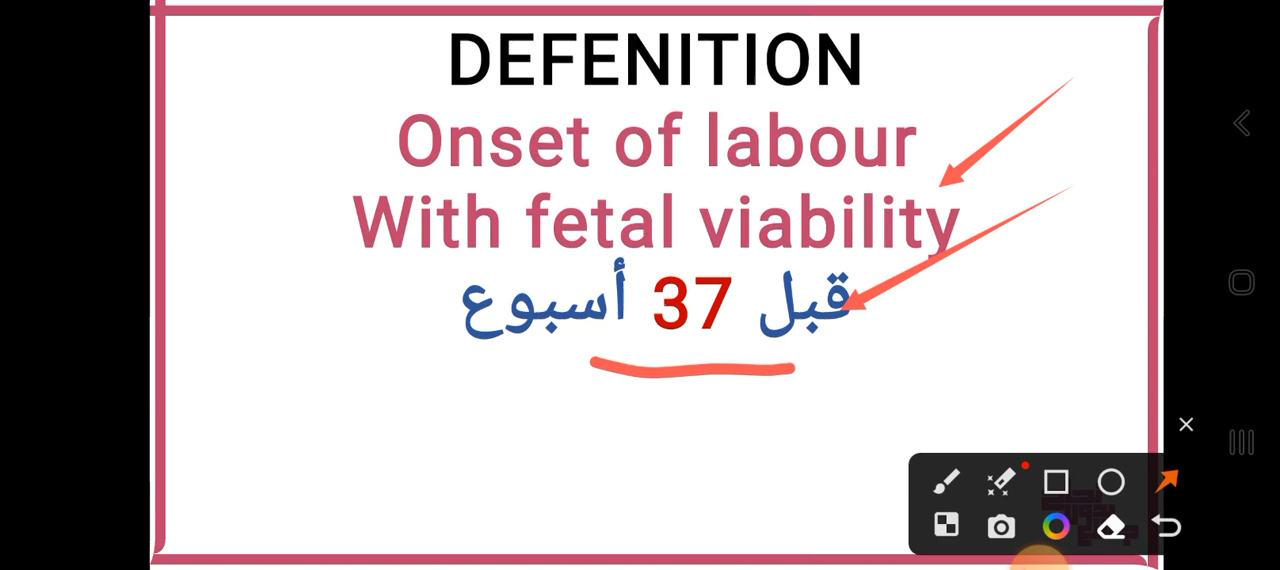 DEFENITION
Onset of labour
With fetal viability
قبل 37 أسبوع